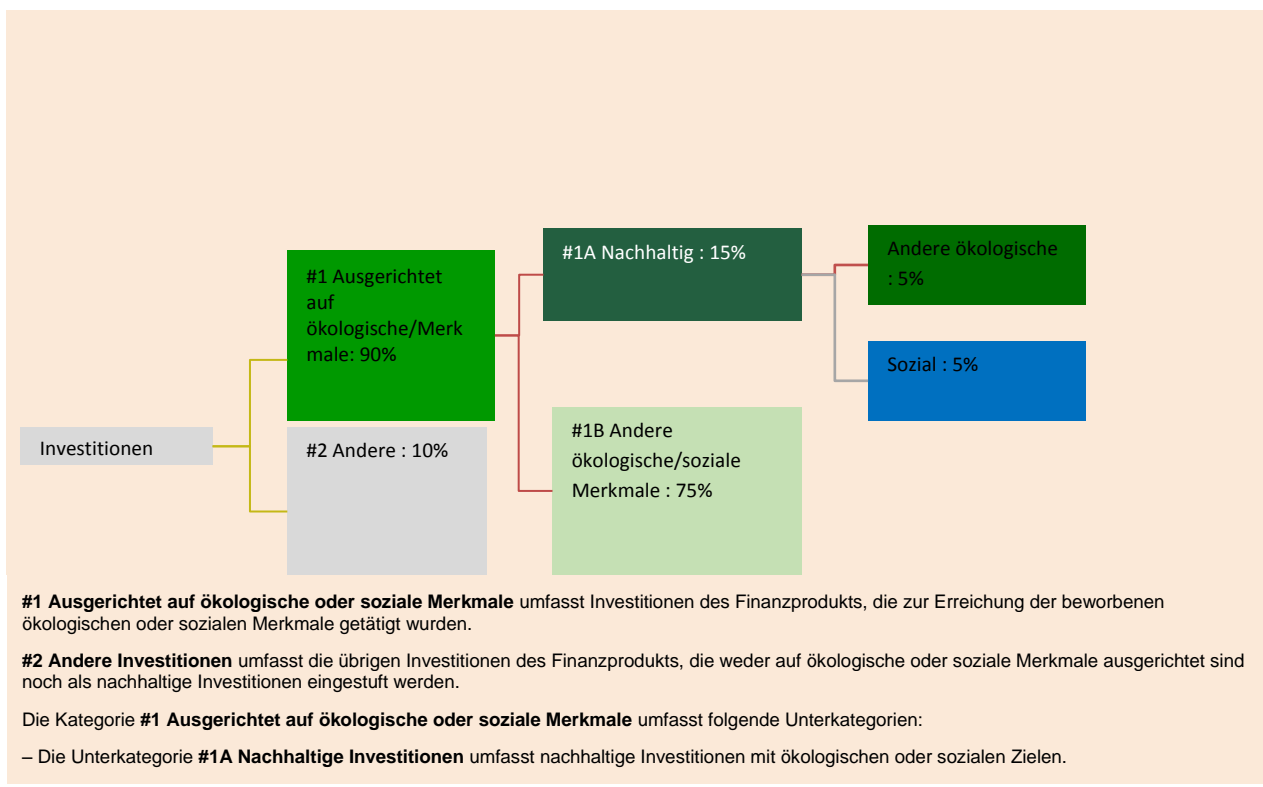 Investitionen
#1 Ausgerichtet
auf
ökologische/Merk
male: 90%
#2 Andere : 10%
#1A Nachhaltig : 15%
#1B Andere
ökologische/soziale
Merkmale : 75%
Andere ökologische
: 5%
Sozial : 5%
#1 Ausgerichtet auf ökologische oder soziale Merkmale umfasst Investitionen des Finanzprodukts, die zur Erreichung der beworbenen
ökologischen oder sozialen Merkmale getätigt wurden.
#2 Andere Investitionen umfasst die übrigen Investitionen des Finanzprodukts, die weder auf ökologische oder soziale Merkmale ausgerichtet sind
noch als nachhaltige Investitionen eingestuft werden.
Die Kategorie #1 Ausgerichtet auf ökologische oder soziale Merkmale umfasst folgende Unterkategorien:
– Die Unterkategorie #1A Nachhaltige Investitionen umfasst nachhaltige Investitionen mit ökologischen oder sozialen Zielen.